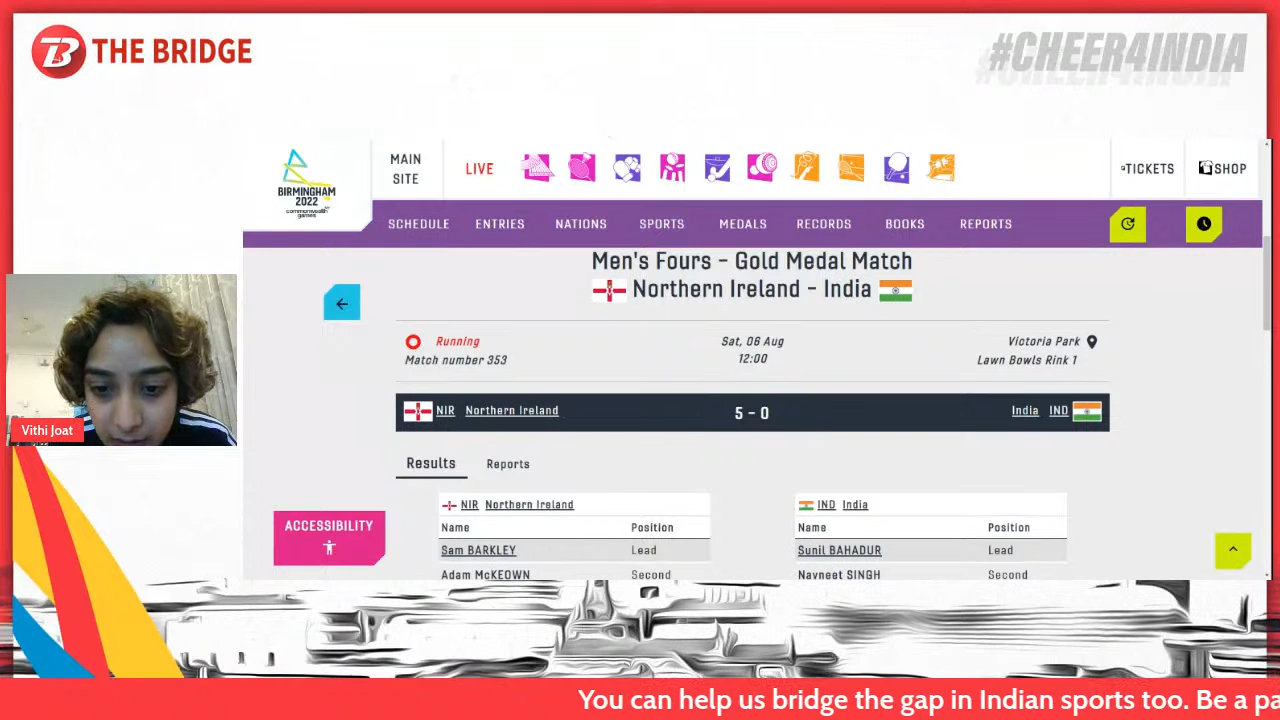 THE BRIDGE
#CHEER4INDIA
MAIN
SITE
LIVE
TICKETS
SHOP
BIRMINGHAM
2022
commonwealth
games
SCHEDULE ENTRIES NATIONS SPORTS MEDALS RECORDS BOOKS REPORTS
Men's Fours - Gold Medal Match
Northern Ireland - India
Running
Match number 353
Sat, 06 Aug
12:00
Victoria Park
Lawn Bowls Rink 1
NIR Northern Ireland 5 - 0 India IND
Vithi Joat
Results Reports
NIR Northern Ireland
Name Position
Sam BARKLEY Lead
Adam McKEOWN Second
IND India
Name Position
Sunil BAHADUR Lead
Navneet SINGH Second
ACCESSIBILITY
You can help us bridge the gap in Indian sports too. Be a pa